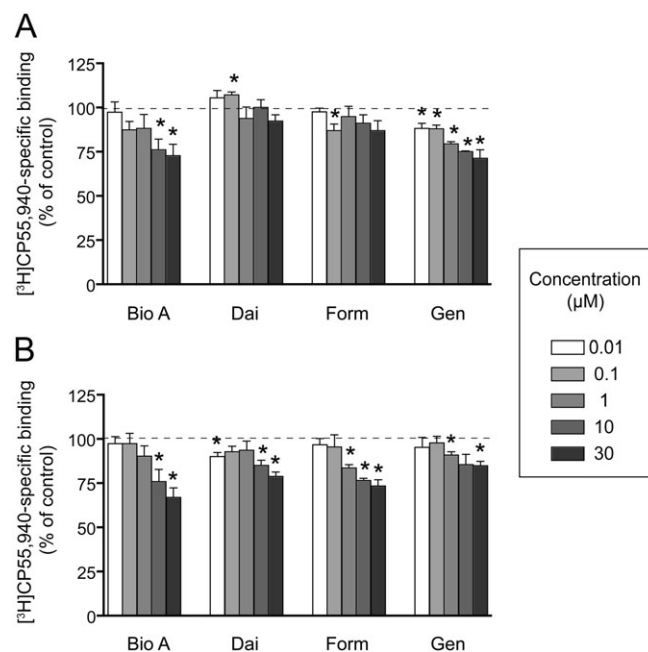 A
[³H]CP55,940-specific binding
(% of control)
125
100
75
50
25
0
* * * * * * * * * *
Bio A Dai Form Gen
B
[³H]CP55,940-specific binding
(% of control)
125
100
75
50
25
0
* * * * * * * * * *
Bio A Dai Form Gen
Concentration
(µM)
0.01
0.1
1
10
30